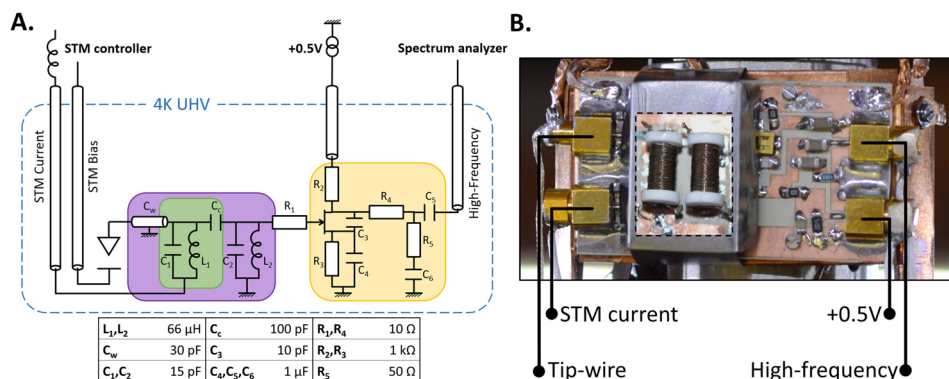 A.
STM controller
+0.5V
Spectrum analyzer
4K UHV
STM Current
STM Bias
High-Frequency
C_w
C_c
R_1
R_2
R_4
C_5
C_1
L_1
C_2
L_2
R_3
C_3
C_4
R_5
C_6
L_1,L_2 66 µH C_c 100 pF R_1,R_4 10 Ω
C_w 30 pF C_3 10 pF R_2,R_3 1 kΩ
C_1,C_2 15 pF C_4,C_5,C_6 1 µF R_5 50 Ω
B.
STM current
+0.5V
Tip-wire
High-frequency